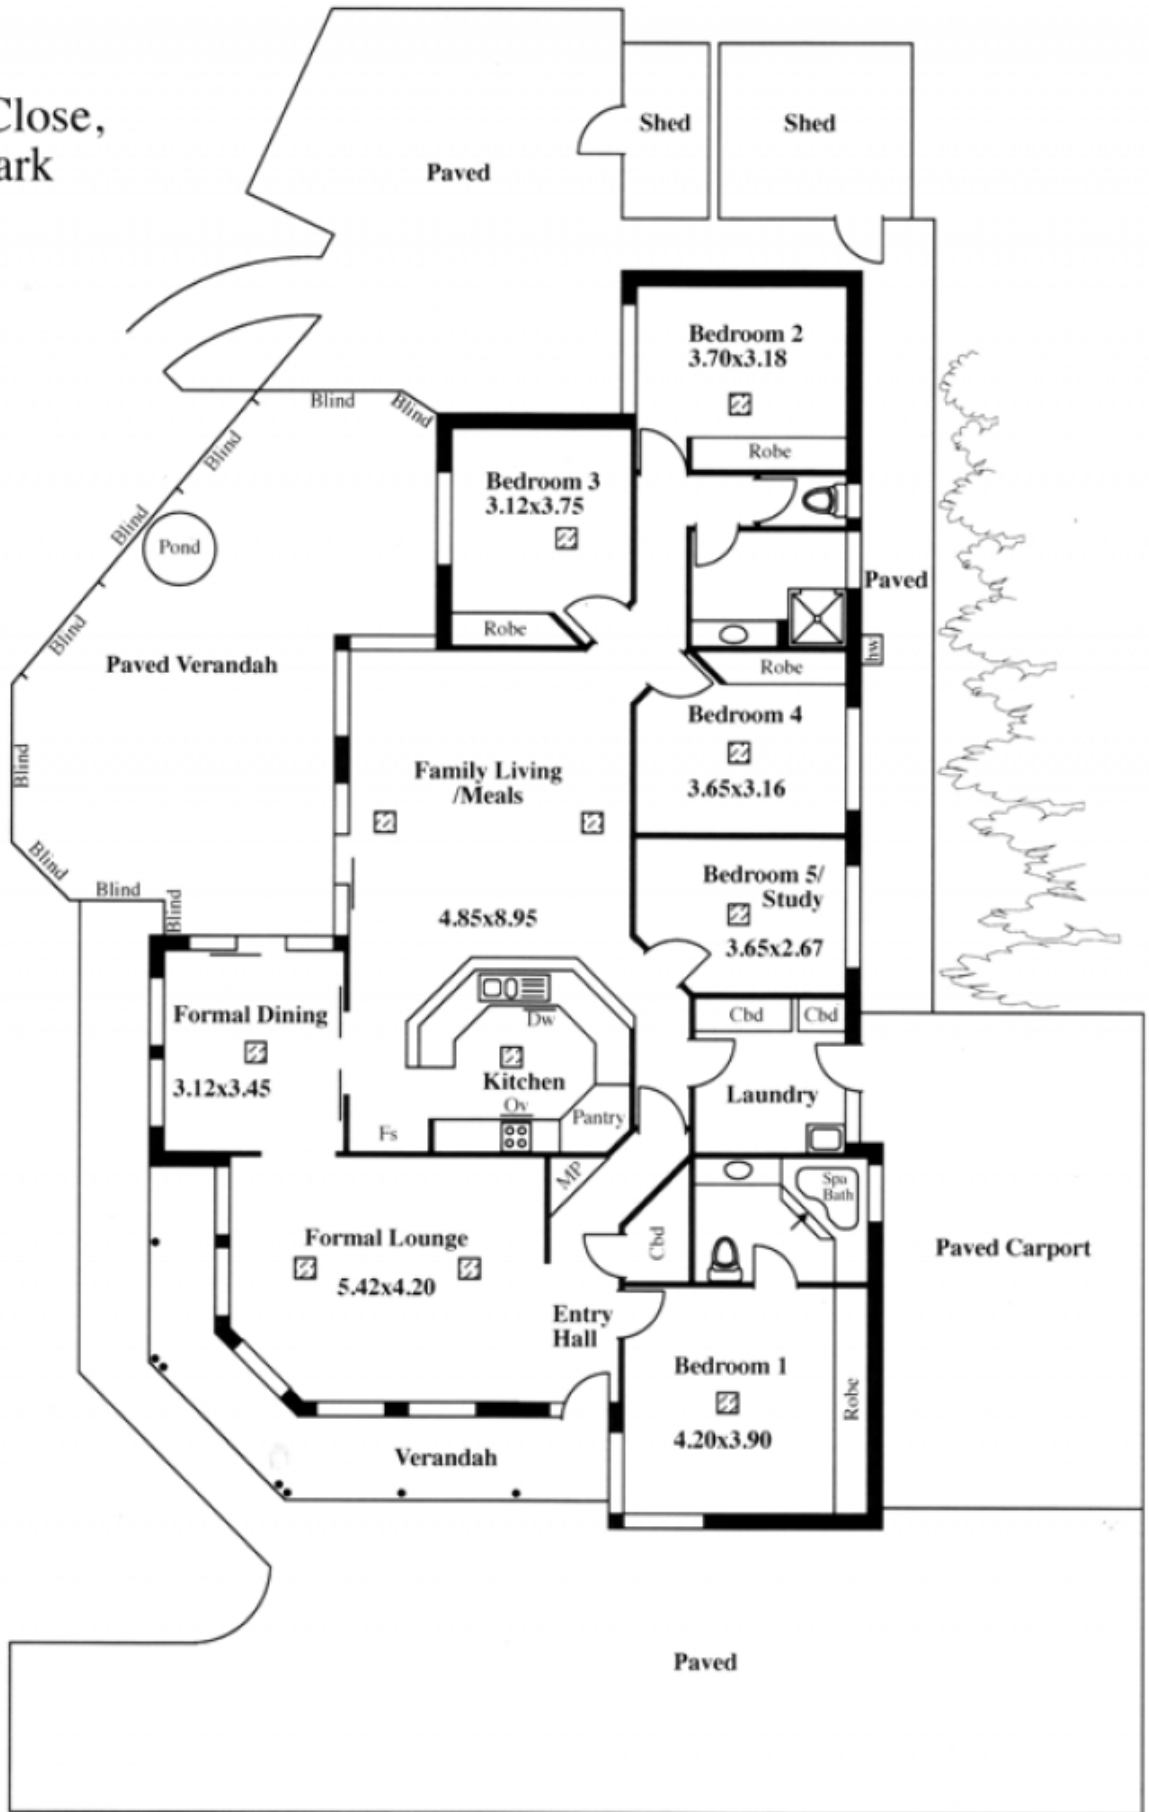 Close,
ark
Shed
Shed
Paved
Bedroom 2
3.70x3.18
Robe
Blind
Blind
Blind
Blind
Blind
Blind
Blind
Blind
Blind
Pond
Paved Verandah
Bedroom 3
3.12x3.75
Robe
Paved
hw
Robe
Bedroom 4
3.65x3.16
Family Living
/Meals
4.85x8.95
Bedroom 5/
Study
3.65x2.67
Formal Dining
3.12x3.45
Dw
Kitchen
Ov
Pantry
Fs
Cbd
Cbd
Laundry
MP
Cbd
Spa
Bath
Formal Lounge
5.42x4.20
Entry
Hall
Paved Carport
Bedroom 1
4.20x3.90
Robe
Verandah
Paved